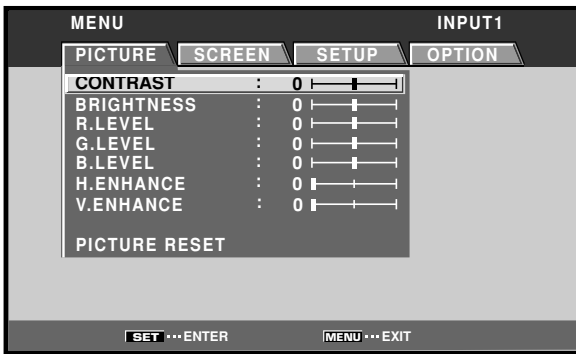 MENU INPUT1
PICTURE SCREEN SETUP OPTION
CONTRAST : 0
BRIGHTNESS : 0
R.LEVEL : 0
G.LEVEL : 0
B.LEVEL : 0
H.ENHANCE : 0
V.ENHANCE : 0
PICTURE RESET
SET ··· ENTER MENU ··· EXIT